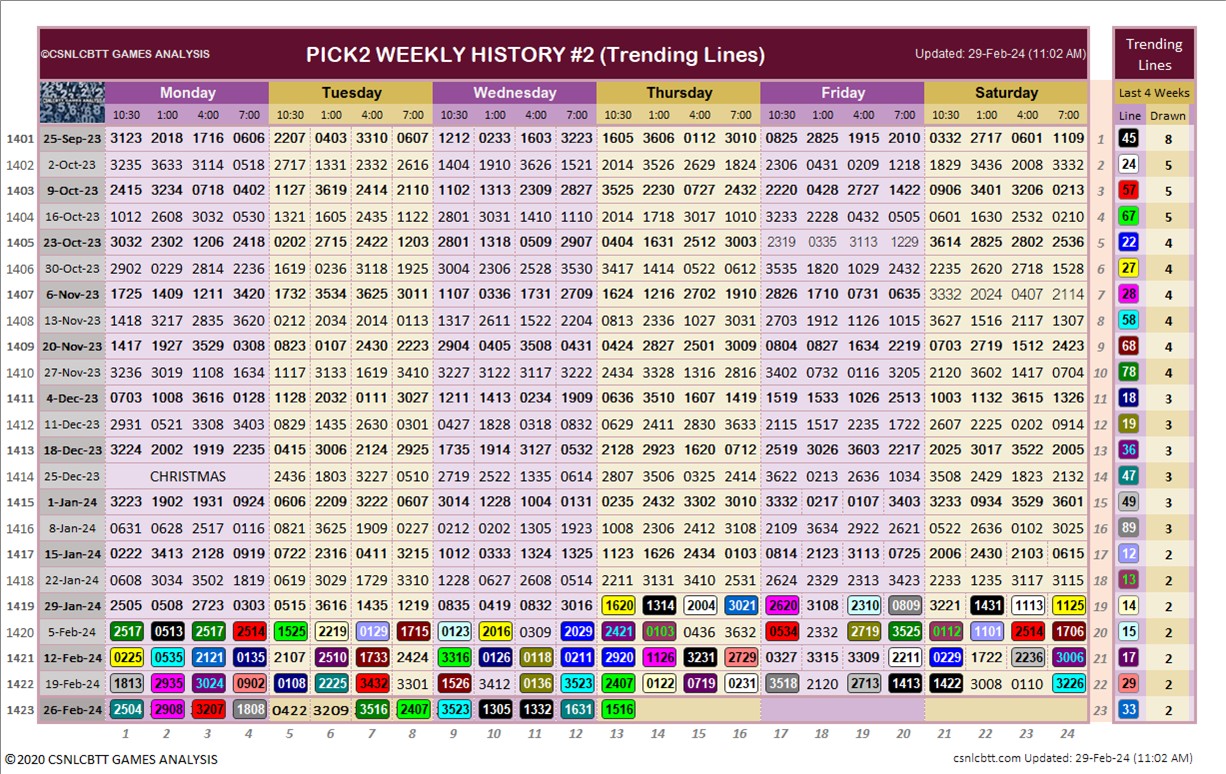 ©CSNLCBTT GAMES ANALYSIS PICK2 WEEKLY HISTORY #2 (Trending Lines) Updated: 29-Feb-24 (11:02 AM) Trending Lines
Monday Tuesday Wednesday Thursday Friday Saturday Last 4 Weeks
10:30 1:00 4:00 7:00 10:30 1:00 4:00 7:00 10:30 1:00 4:00 7:00 10:30 1:00 4:00 7:00 10:30 1:00 4:00 7:00 10:30 1:00 4:00 7:00 Line Drawn
1401 25-Sep-23 3123 2018 1716 0606 2207 0403 3310 0607 1212 0233 1603 3223 1605 3606 0112 3010 0825 2825 1915 2010 0332 2717 0601 1109 1 45 8
1402 2-Oct-23 3235 3633 3114 0518 2717 1331 2332 2616 1404 1910 3626 1521 2014 3526 2629 1824 2306 0431 0209 1218 1829 3436 2008 3332 2 24 5
1403 9-Oct-23 2415 3234 0718 0402 1127 3619 2414 2110 1102 1313 2309 2827 3525 2230 0727 2432 2220 0428 2727 1422 0906 3401 3206 0213 3 57 5
1404 16-Oct-23 1012 2608 3032 0530 1321 1605 2435 1122 2801 3031 1410 1110 2014 1718 3017 1010 3233 2228 0432 0505 0601 1630 2532 0210 4 67 5
1405 23-Oct-23 3032 2302 1206 2418 0202 2715 2422 1203 2801 1318 0509 2907 0404 1631 2512 3003 2319 0335 3113 1229 3614 2825 2802 2536 5 22 4
1406 30-Oct-23 2902 0229 2814 2236 1619 0236 3118 1925 3004 2306 2528 3530 3417 1414 0522 0612 3535 1820 1029 2432 2235 2620 2718 1528 6 27 4
1407 6-Nov-23 1725 1409 1211 3420 1732 3534 3625 3011 1107 0336 1731 2709 1624 1216 2702 1910 2826 1710 0731 0635 3332 2024 0407 2114 7 28 4
1408 13-Nov-23 1418 3217 2835 3620 0212 2034 2014 0113 1317 2611 1522 2204 0813 2336 1027 3031 2703 1912 1126 1015 3627 1516 2117 1307 8 58 4
1409 20-Nov-23 1417 1927 3529 0308 0823 0107 2430 2223 2904 0405 3508 0431 0424 2827 2501 3009 0804 0827 1634 2219 0703 2719 1512 2423 9 68 4
1410 27-Nov-23 3236 3019 1108 1634 1117 3133 1619 3410 3227 3122 3117 3222 2434 3328 1316 2816 3402 0732 0116 3205 2120 3602 1417 0704 10 78 4
1411 4-Dec-23 0703 1008 3616 0128 1128 2032 0111 3027 1211 1413 0234 1909 0636 3510 1607 1419 1519 1533 1026 2513 1003 1132 3615 1326 11 18 3
1412 11-Dec-23 2931 0521 3308 3403 0829 1435 2630 0301 0427 1828 0318 0832 0629 2411 2830 3633 2115 1517 2235 1722 2607 2225 0202 0914 12 19 3
1413 18-Dec-23 3224 2002 1919 2235 0415 3006 2124 2923 1735 1914 3127 0532 2128 2923 1620 0712 2519 3026 3603 2217 2025 3017 3522 2005 13 36 3
1414 25-Dec-23 CHRISTMAS 2436 1803 3227 0510 2719 2522 1335 0614 2807 3506 0325 2414 3622 0213 2636 1034 3508 2429 1823 2132 14 47 3
1415 1-Jan-24 3223 1902 1931 0924 0606 2209 3222 0607 3014 1228 1004 0131 0235 2432 3302 3010 3332 0217 0107 3403 3233 0934 3529 3601 15 49 3
1416 8-Jan-24 0631 0628 2517 0116 0821 3625 1909 0227 0212 0202 1305 1923 1008 2306 2412 3108 2109 3634 2922 2621 0522 2636 0102 3025 16 89 3
1417 15-Jan-24 0222 3413 2128 0919 0722 2316 0411 3215 1012 0333 1324 1325 1123 1626 2434 0103 0814 2123 3113 0725 2006 2430 2103 0615 17 12 2
1418 22-Jan-24 0608 3034 3502 1819 0619 3029 1729 3310 1228 0627 2608 0514 2211 3131 3410 2531 2624 2329 2313 3423 2233 1235 3117 3115 18 13 2
1419 29-Jan-24 2505 0508 2723 0303 0515 3616 1435 1219 0835 0419 0832 3016 1620 1314 2004 3021 2620 3108 2310 0809 3221 1431 1113 1125 19 14 2
1420 5-Feb-24 2517 0513 2517 2514 1525 2219 0129 1715 0123 2016 0309 2029 2421 0103 0436 3632 0534 2332 2719 3525 0112 1101 2514 1706 20 15 2
1421 12-Feb-24 0225 0535 2121 0135 2107 2510 1733 2424 3316 0126 0118 0211 2920 1126 3231 2729 0327 3315 3309 2211 0229 1722 2236 3006 21 17 2
1422 19-Feb-24 1813 2935 3024 0902 0108 2225 3432 3301 1526 3412 0136 3523 2407 0122 0719 0231 3518 2120 2713 1413 1422 3008 0110 3226 22 29 2
1423 26-Feb-24 2504 2908 3207 1808 0422 3209 3516 2407 3523 1305 1332 1631 1516 23 33 2
1 2 3 4 5 6 7 8 9 10 11 12 13 14 15 16 17 18 19 20 21 22 23 24
©2020 CSNLCBTT GAMES ANALYSIS csnlcbtt.com Updated: 29-Feb-24 (11:02 AM)